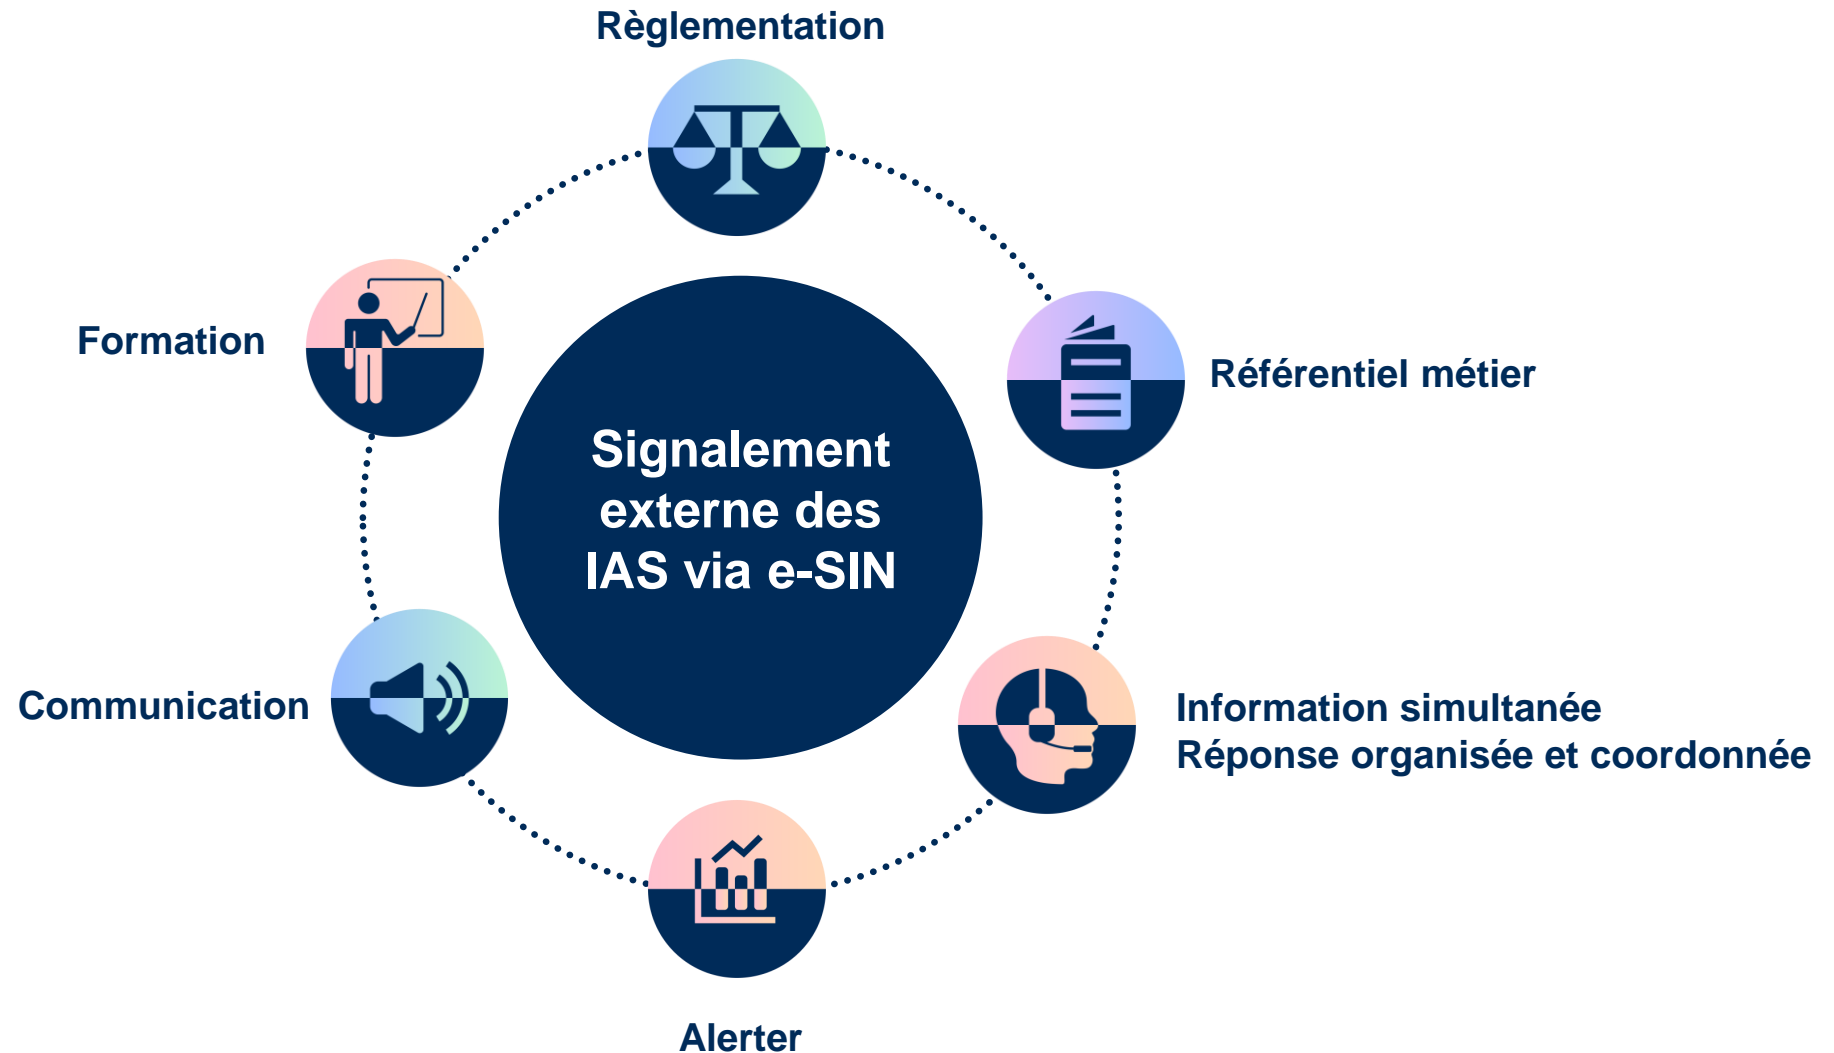 Règlementation
Formation
Référentiel métier
Signalement
externe des
IAS via e-SIN
Communication
Information simultanée
Réponse organisée et coordonnée
Alerter